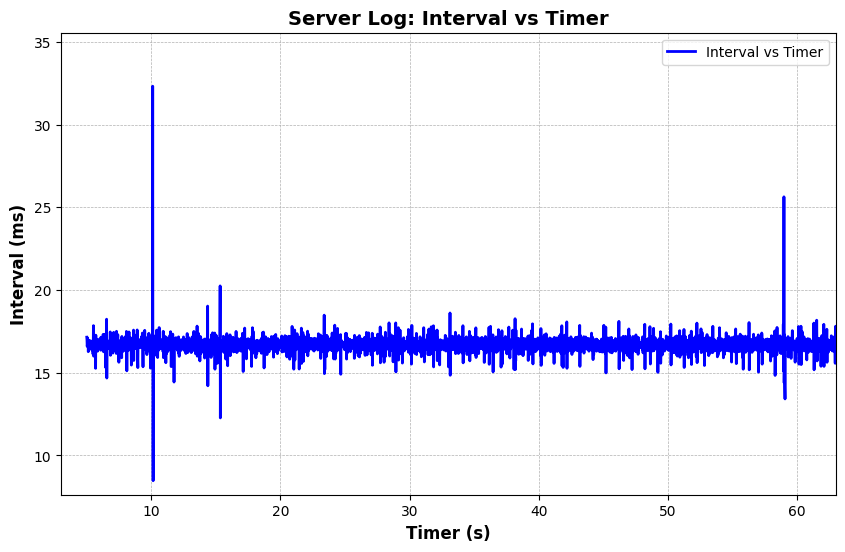 Server Log: Interval vs Timer
Interval vs Timer
35
30
25
20
15
10
Interval (ms)
10 20 30 40 50 60
Timer (s)